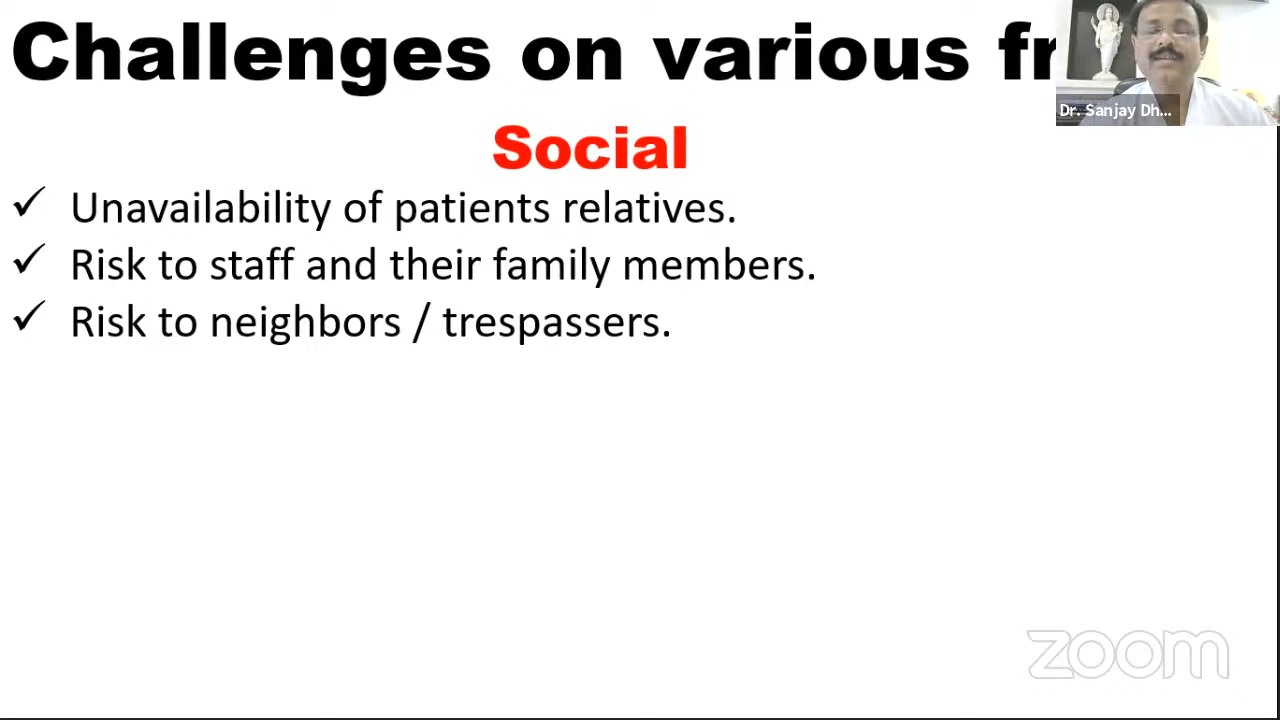 Challenges on various fr
Dr. Sanjay Dh...
Social
✓ Unavailability of patients relatives.
✓ Risk to staff and their family members.
✓ Risk to neighbors / trespassers.
zoom